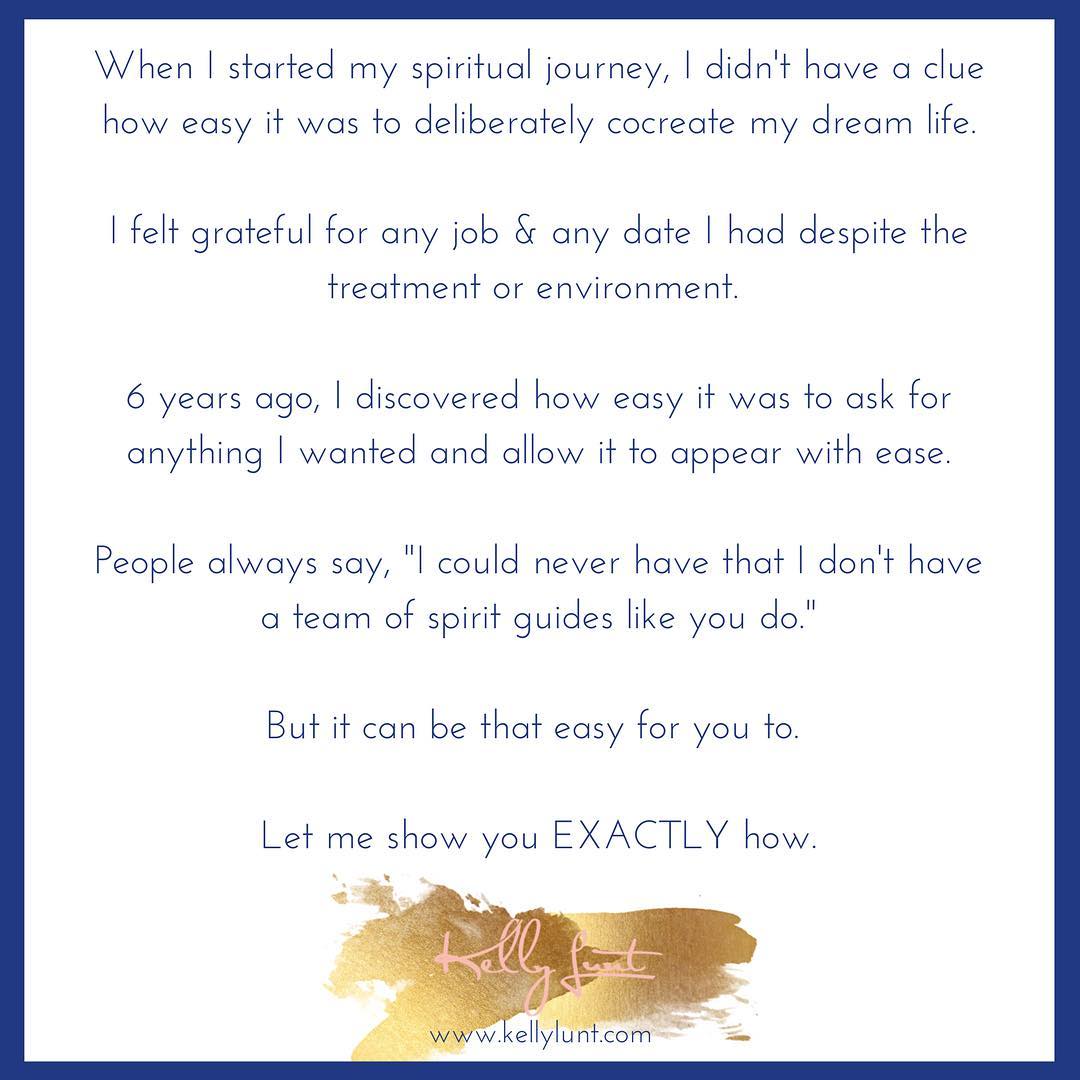 When I started my spiritual journey, I didn't have a clue
how easy it was to deliberately cocreate my dream life.
I felt grateful for any job & any date I had despite the
treatment or environment.
6 years ago, I discovered how easy it was to ask for
anything I wanted and allow it to appear with ease.
People always say, "I could never have that I don't have
a team of spirit guides like you do."
But it can be that easy for you to.
Let me show you EXACTLY how.
Kelly Lunt
www.kellylunt.com